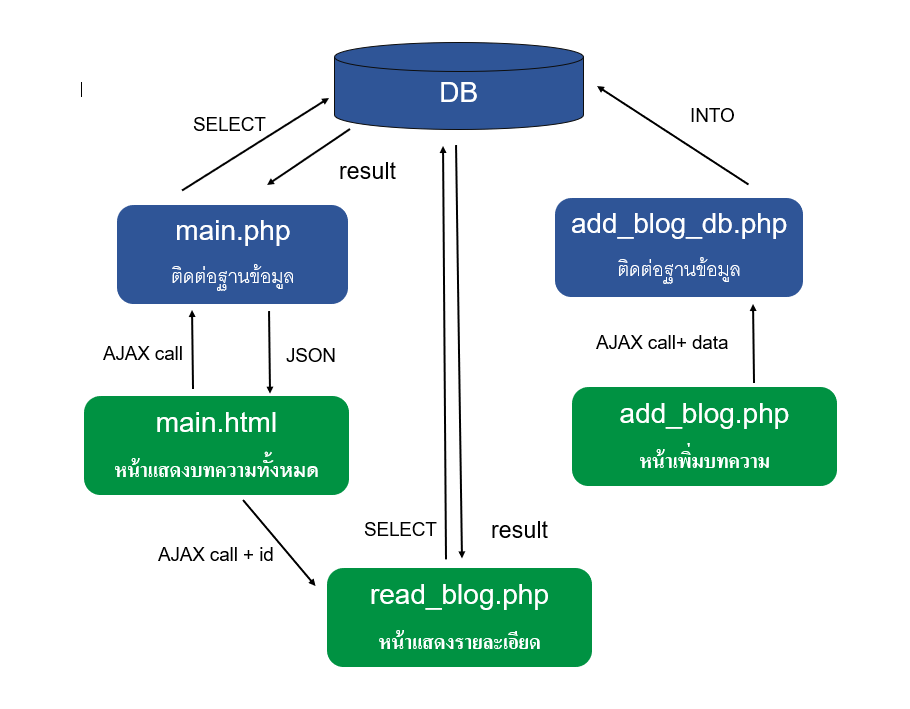 DB
SELECT
INTO
result
main.php
ติดต่อฐานข้อมูล
add_blog_db.php
ติดต่อฐานข้อมูล
AJAX call
JSON
AJAX call+ data
main.html
หน้าแสดงบทความทั้งหมด
add_blog.php
หน้าเพิ่มบทความ
SELECT
result
AJAX call + id
read_blog.php
หน้าแสดงรายละเอียด